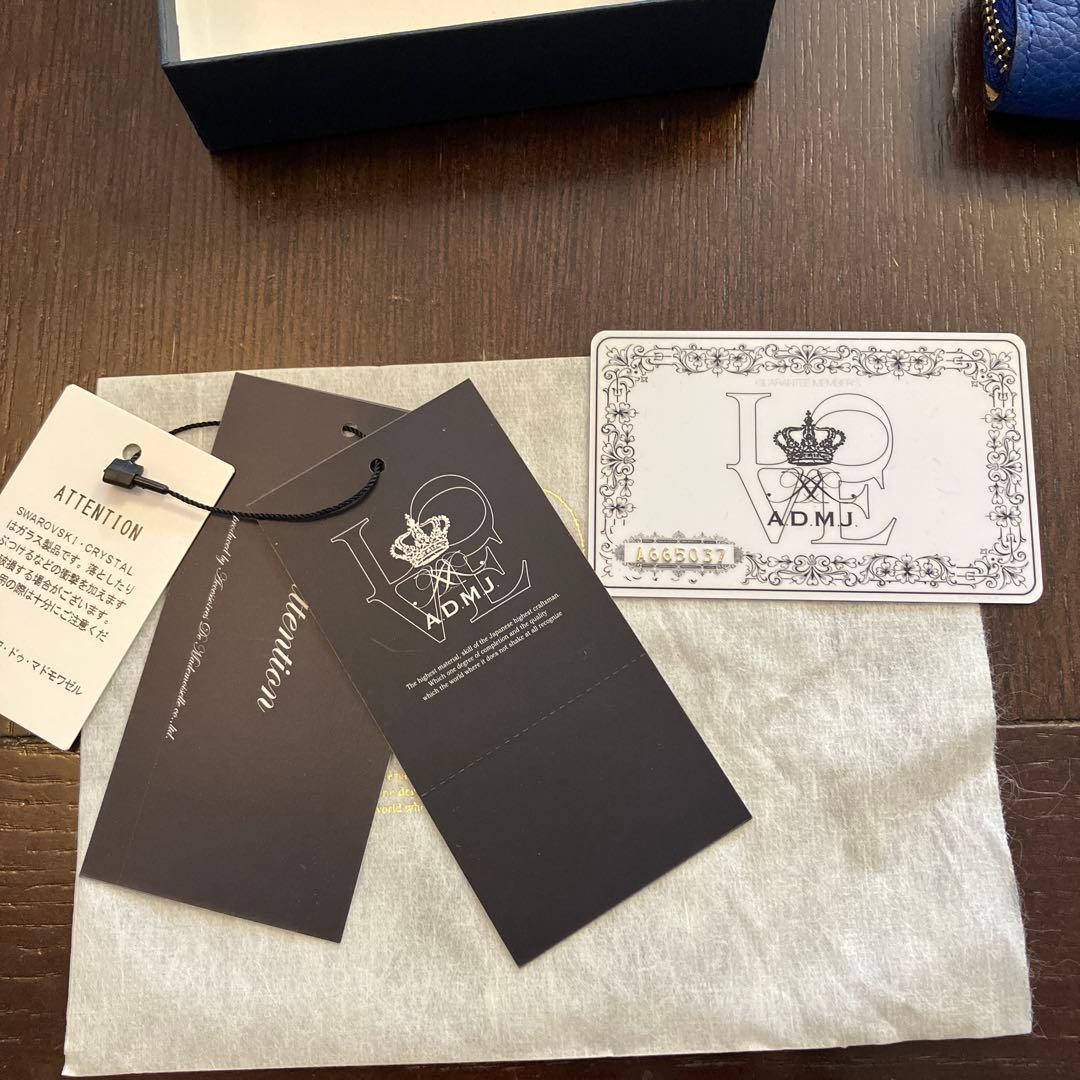 ATTENTION
SWAROVSKI:CRYSTAL
はガラス製品です。落としたり
ぶつけるなどの衝撃を加えます
破損する場合がございます。
用の際は十分にご注意くだ
ク・ドゥ・マドモワゼル
Attention
LOVE
A.D.M.J.
The highest material, skill of the Japanese highest craftsman.
Which one degree of completion and the quality
which the world where it does not shake at all recognize
GUARANTEE MEMBER'S
LOVE
A.D.M.J.
A665037